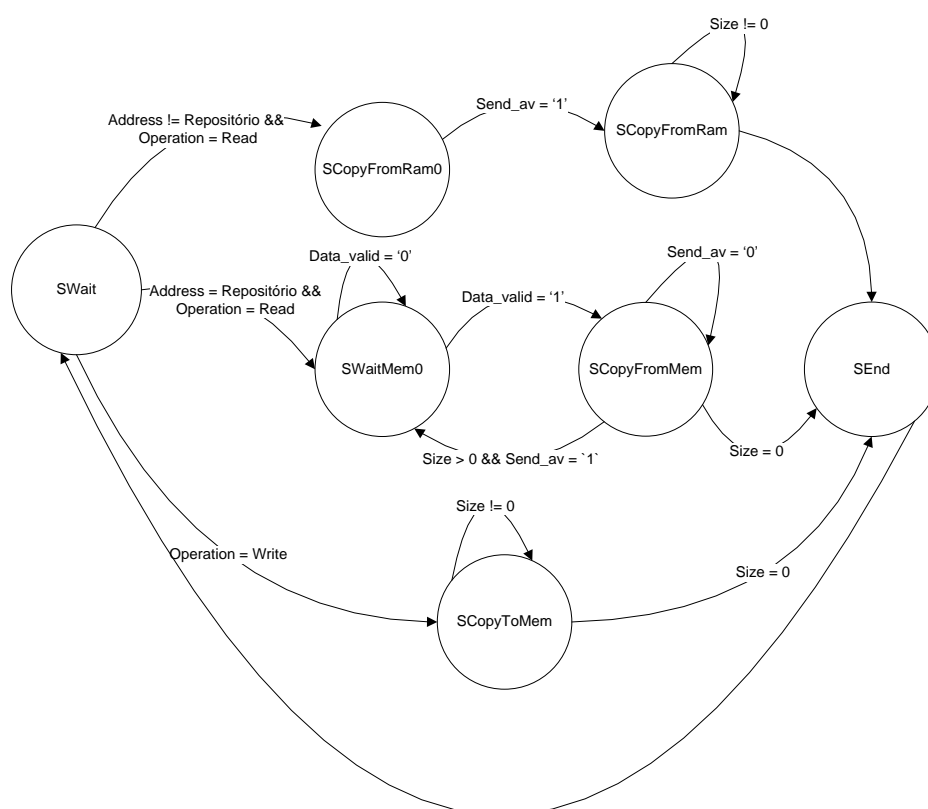 Size != 0
Send_av = ‘1’
Address != Repositório &&
Operation = Read
SCopyFromRam
SCopyFromRam0
Data_valid = ‘0’
Send_av = ‘0’
SWait
Address = Repositório &&
Operation = Read
Data_valid = ‘1’
SWaitMem0
SCopyFromMem
SEnd
Size > 0 && Send_av = `1`
Size = 0
Size != 0
Operation = Write
Size = 0
SCopyToMem